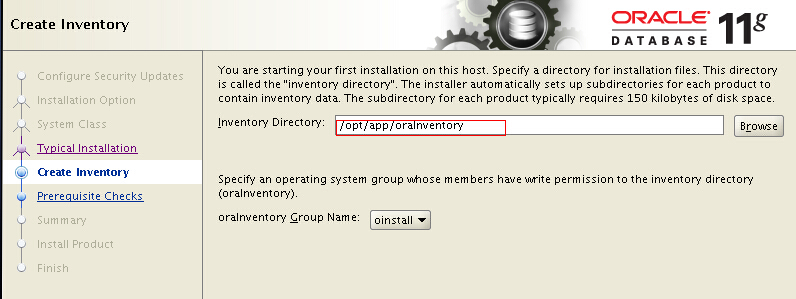 Create Inventory
ORACLE
DATABASE 11g
Configure Security Updates
Installation Option
System Class
Typical Installation
Create Inventory
Prerequisite Checks
Summary
Install Product
Finish
You are starting your first installation on this host. Specify a directory for installation files. This directory
is called the "inventory directory". The installer automatically sets up subdirectories for each product to
contain inventory data. The subdirectory for each product typically requires 150 kilobytes of disk space.
Inventory Directory: /opt/app/oraInventory Browse
Specify an operating system group whose members have write permission to the inventory directory
(oraInventory).
oraInventory Group Name: oinstall